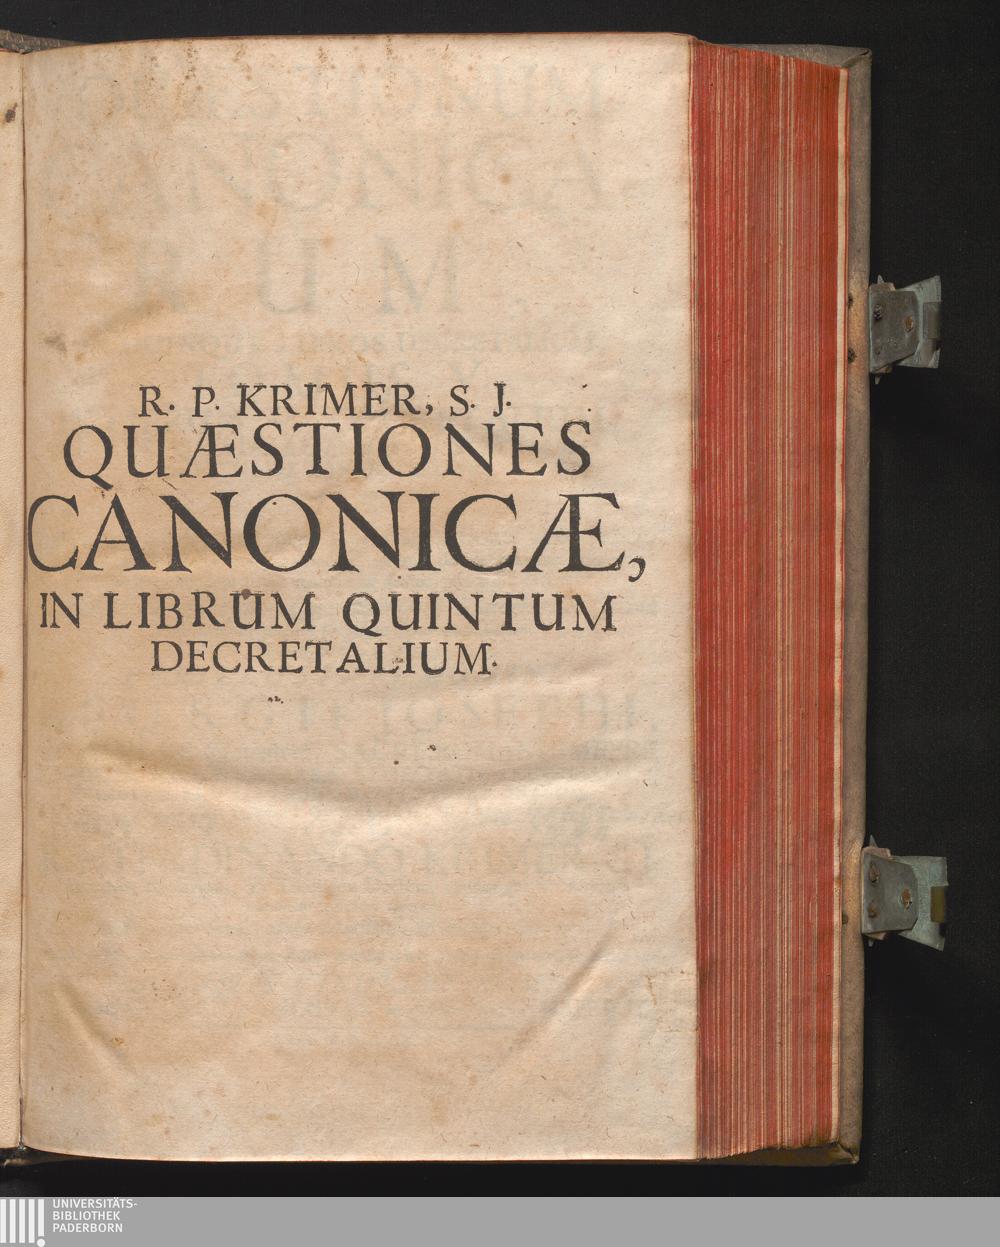 R. P. KRIMER, S. J.
QUÆSTIONES
CANONICÆ,
IN LIBRUM QUINTUM
DECRETALIUM.
UNIVERSITÄTS-
BIBLIOTHEK
PADERBORN